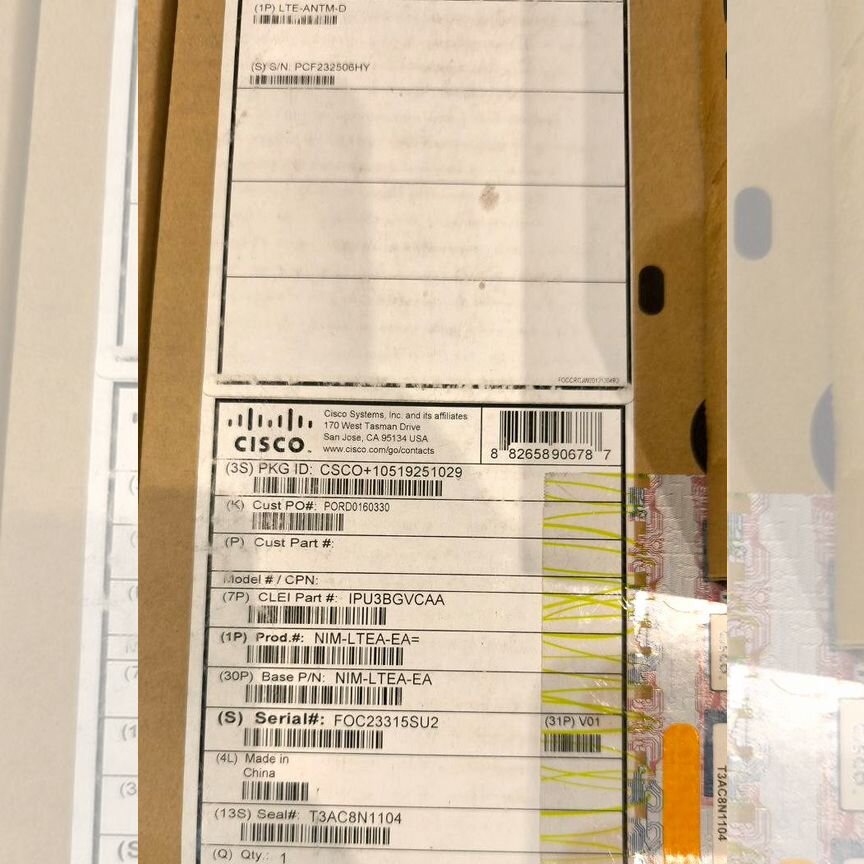 (1P) LTE-ANTM-D
(S) S/N: PCF232506HY
CISCO™
Cisco Systems, Inc. and its affiliates
170 West Tasman Drive
San Jose, CA 95134 USA
www.cisco.com/go/contacts
8 82658 90678 7
(3S) PKG ID: CSCO+10519251029
(K) Cust PO#: PORD0160330
(P) Cust Part #:
Model # / CPN:
(7P) CLEI Part #: IPU3BGVCAA
(1P) Prod.#: NIM-LTEA-EA=
(30P) Base P/N: NIM-LTEA-EA
(S) Serial#: FOC23315SU2
(31P) V01
(4L) Made in
China
(13S) Seal#: T3AC8N1104
T3AC8N1104
(Q) Qty.: 1